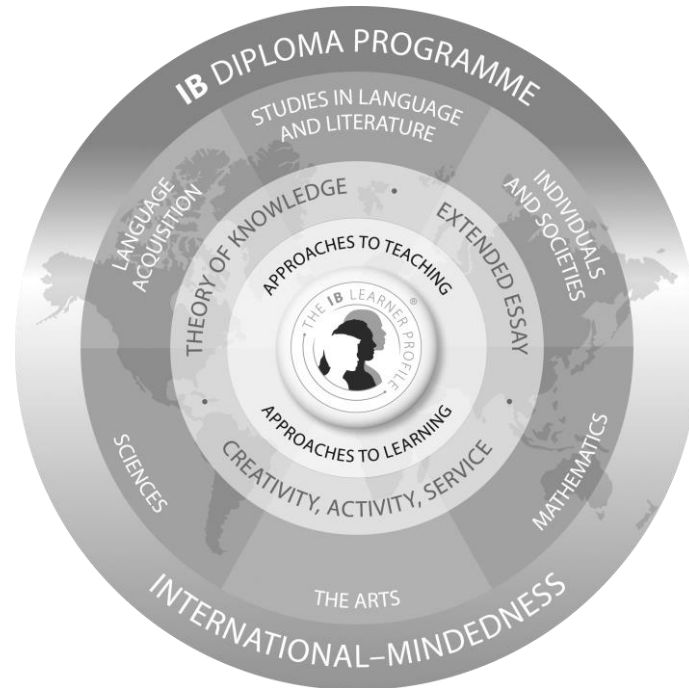 IB DIPLOMA PROGRAMME
STUDIES IN LANGUAGE
AND LITERATURE
LANGUAGE
ACQUISITION
INDIVIDUALS
AND SOCIETIES
THEORY OF KNOWLEDGE
•
EXTENDED ESSAY
APPROACHES TO TEACHING
• THE IB LEARNER PROFILE •
®
APPROACHES TO LEARNING
•
CREATIVITY, ACTIVITY, SERVICE
•
SCIENCES
MATHEMATICS
THE ARTS
INTERNATIONAL–MINDEDNESS